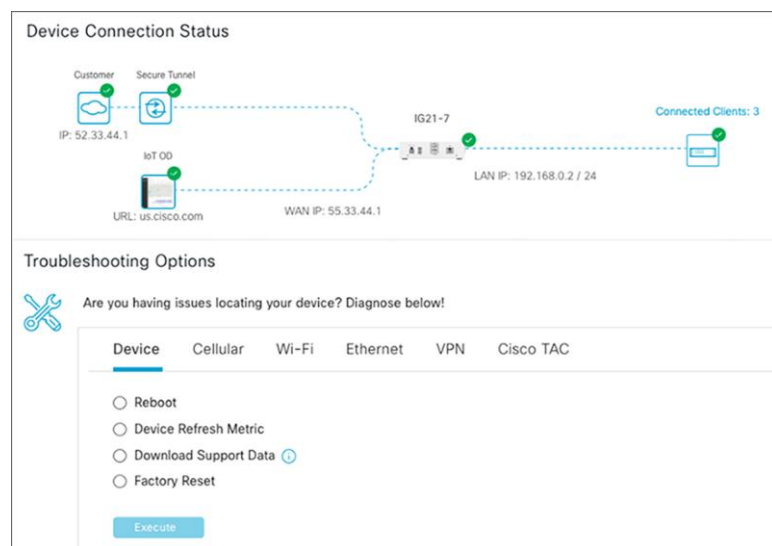 Device Connection Status
Customer
Secure Tunnel
IG21-7
Connected Clients: 3
IP: 52.33.44.1
IoT OD
LAN IP: 192.168.0.2 / 24
WAN IP: 55.33.44.1
URL: us.cisco.com
Troubleshooting Options
Are you having issues locating your device? Diagnose below!
Device Cellular Wi-Fi Ethernet VPN Cisco TAC
Reboot
Device Refresh Metric
Download Support Data
Factory Reset
Execute